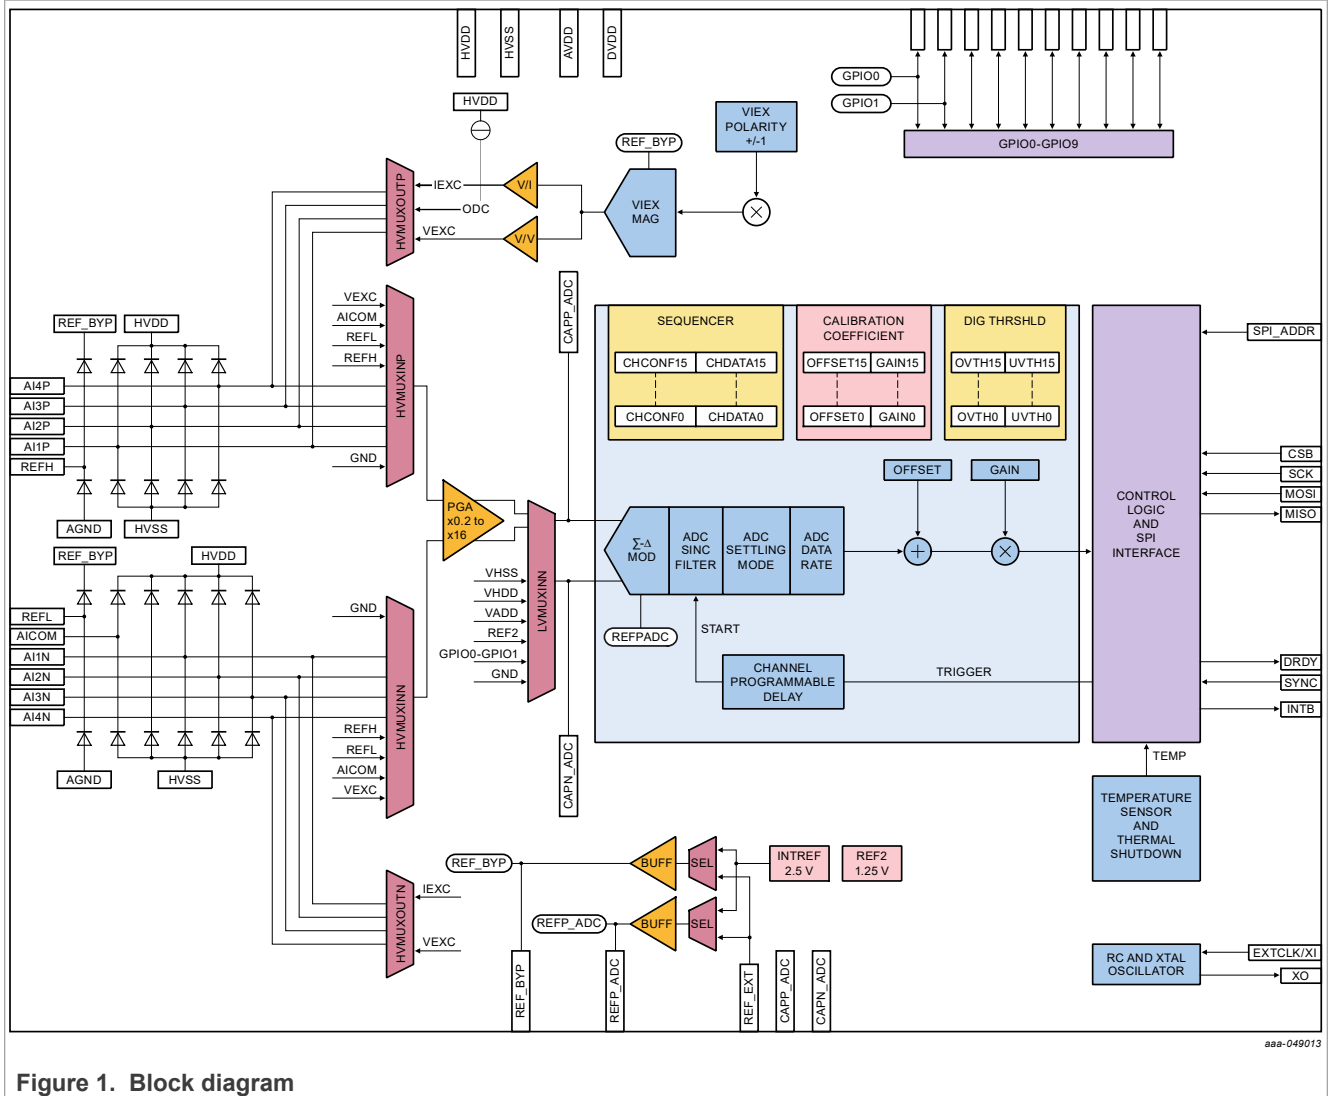 HVDD
HVSS
AVDD
DVDD
GPIO0
GPIO1
GPIO0-GPIO9
HVDD
REF_BYP
VIEX
POLARITY
+/-1
HVMUXOUTP
IEXC
V/I
ODC
VIEX
MAG
VEXC
V/V
CAPP_ADC
VEXC
AICOM
REFL
REFH
HVMUXINP
GND
REF_BYP
HVDD
AI4P
AI3P
AI2P
AI1P
REFH
AGND
HVSS
SEQUENCER
CHCONF15
CHDATA15
CHCONF0
CHDATA0
CALIBRATION
COEFFICIENT
OFFSET15
GAIN15
OFFSET0
GAIN0
DIG THRSHLD
OVTH15
UVTH15
OVTH0
UVTH0
SPI_ADDR
CSB
SCK
MOSI
MISO
CONTROL
LOGIC
AND
SPI
INTERFACE
OFFSET
GAIN
PGA
x0.2 to
x16
LVMUXINN
∑-Δ
MOD
ADC
SINC
FILTER
ADC
SETTLING
MODE
ADC
DATA
RATE
REFPADC
START
CHANNEL
PROGRAMMABLE
DELAY
TRIGGER
VHSS
VHDD
VADD
REF2
GPIO0-GPIO1
GND
REF_BYP
HVDD
REFL
AICOM
AI1N
AI2N
AI3N
AI4N
AGND
HVSS
GND
HVMUXINN
REFH
REFL
AICOM
VEXC
CAPN_ADC
DRDY
SYNC
INTB
TEMP
TEMPERATURE
SENSOR
AND
THERMAL
SHUTDOWN
HVMUXOUTN
IEXC
VEXC
REF_BYP
BUFF
SEL
INTREF
2.5 V
REF2
1.25 V
REFP_ADC
BUFF
SEL
REF_BYP
REFP_ADC
REF_EXT
CAPP_ADC
CAPN_ADC
RC AND XTAL
OSCILLATOR
EXTCLK/XI
XO
aaa-049013
Figure 1. Block diagram